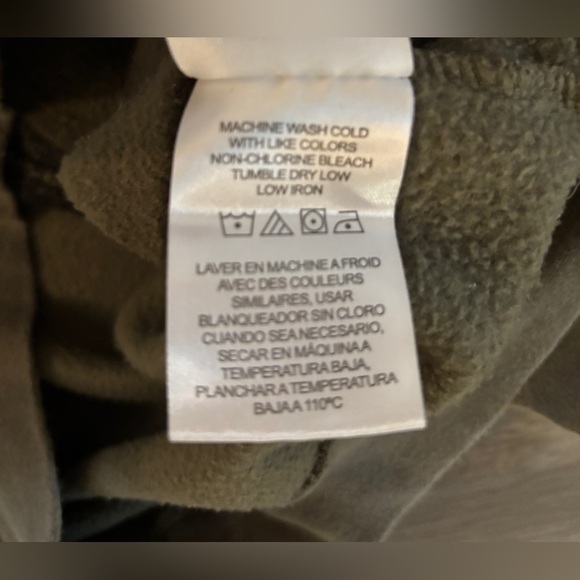 MACHINE WASH COLD
WITH LIKE COLORS
NON-CHLORINE BLEACH
TUMBLE DRY LOW
LOW IRON
LAVER EN MACHINE A FROID
AVEC DES COULEURS
SIMILAIRES, USAR
BLANQUEADOR SIN CLORO
CUANDO SEA NECESARIO,
SECAR EN MÁQUINA A
TEMPERATURA BAJA,
PLANCHAR A TEMPERATURA
BAJA A 110ºC